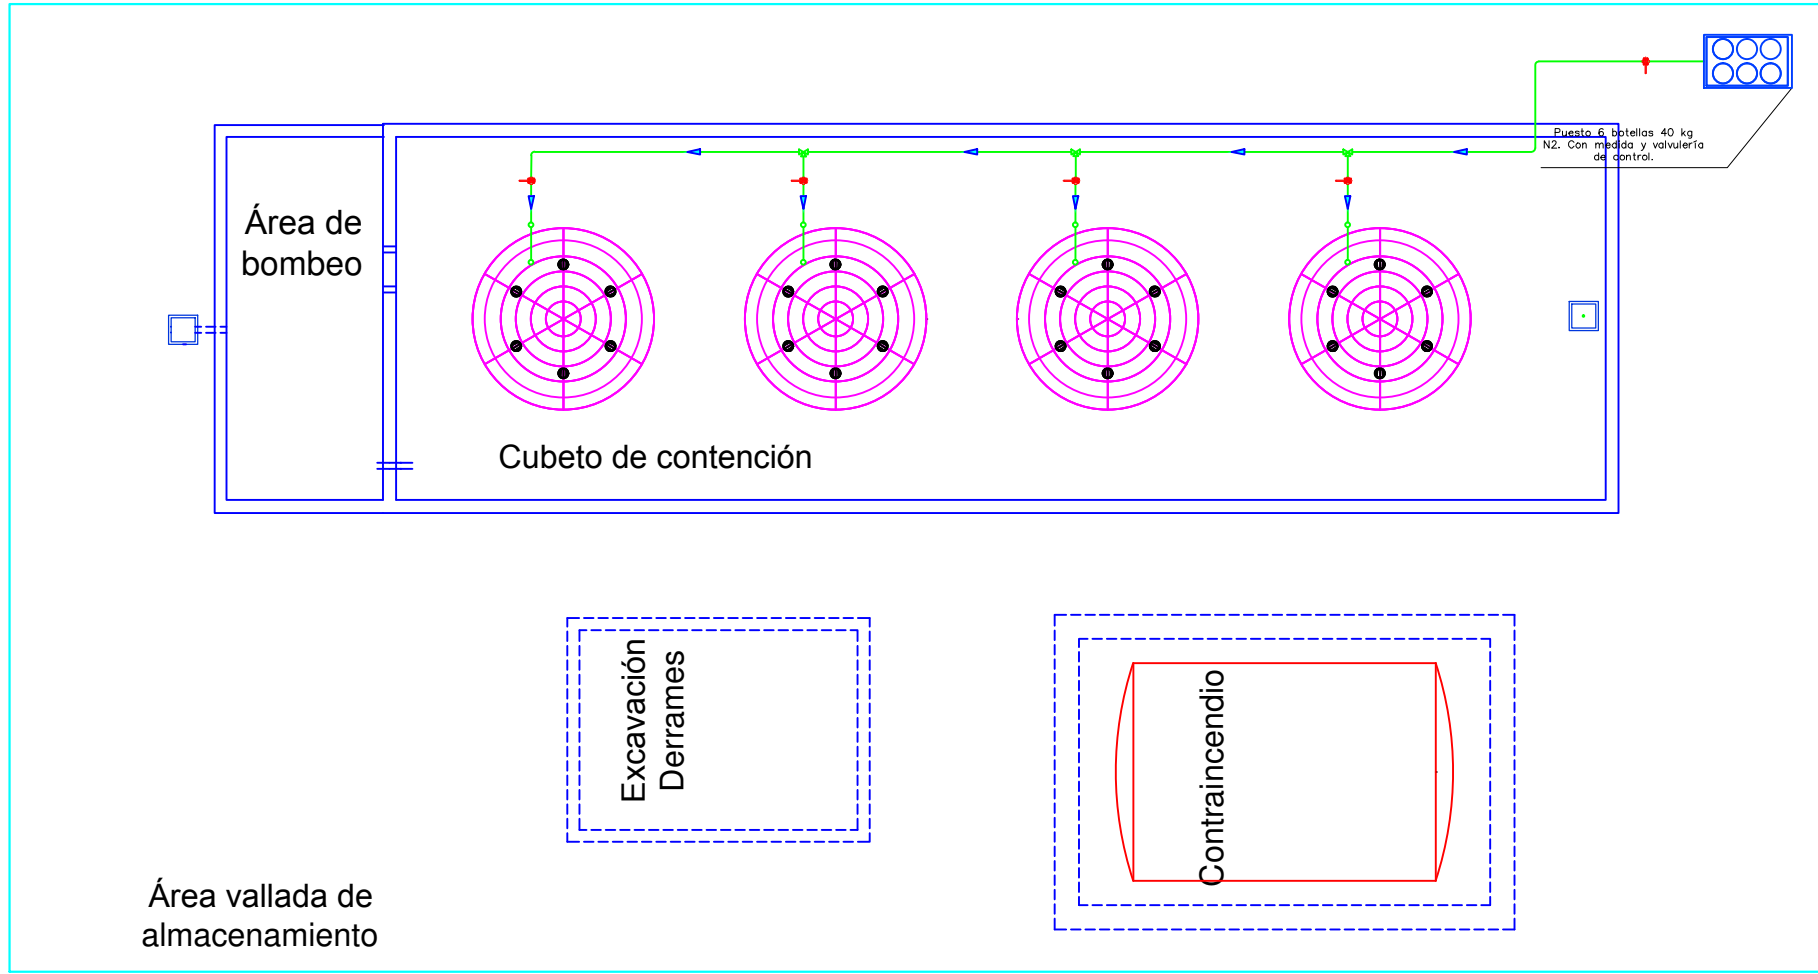 Puesto 6 botellas 40 kg
N2. Con medida y valvulería
de control.
Área de
bombeo
Cubeto de contención
Excavación
Derrames
Contraincendio
Área vallada de
almacenamiento